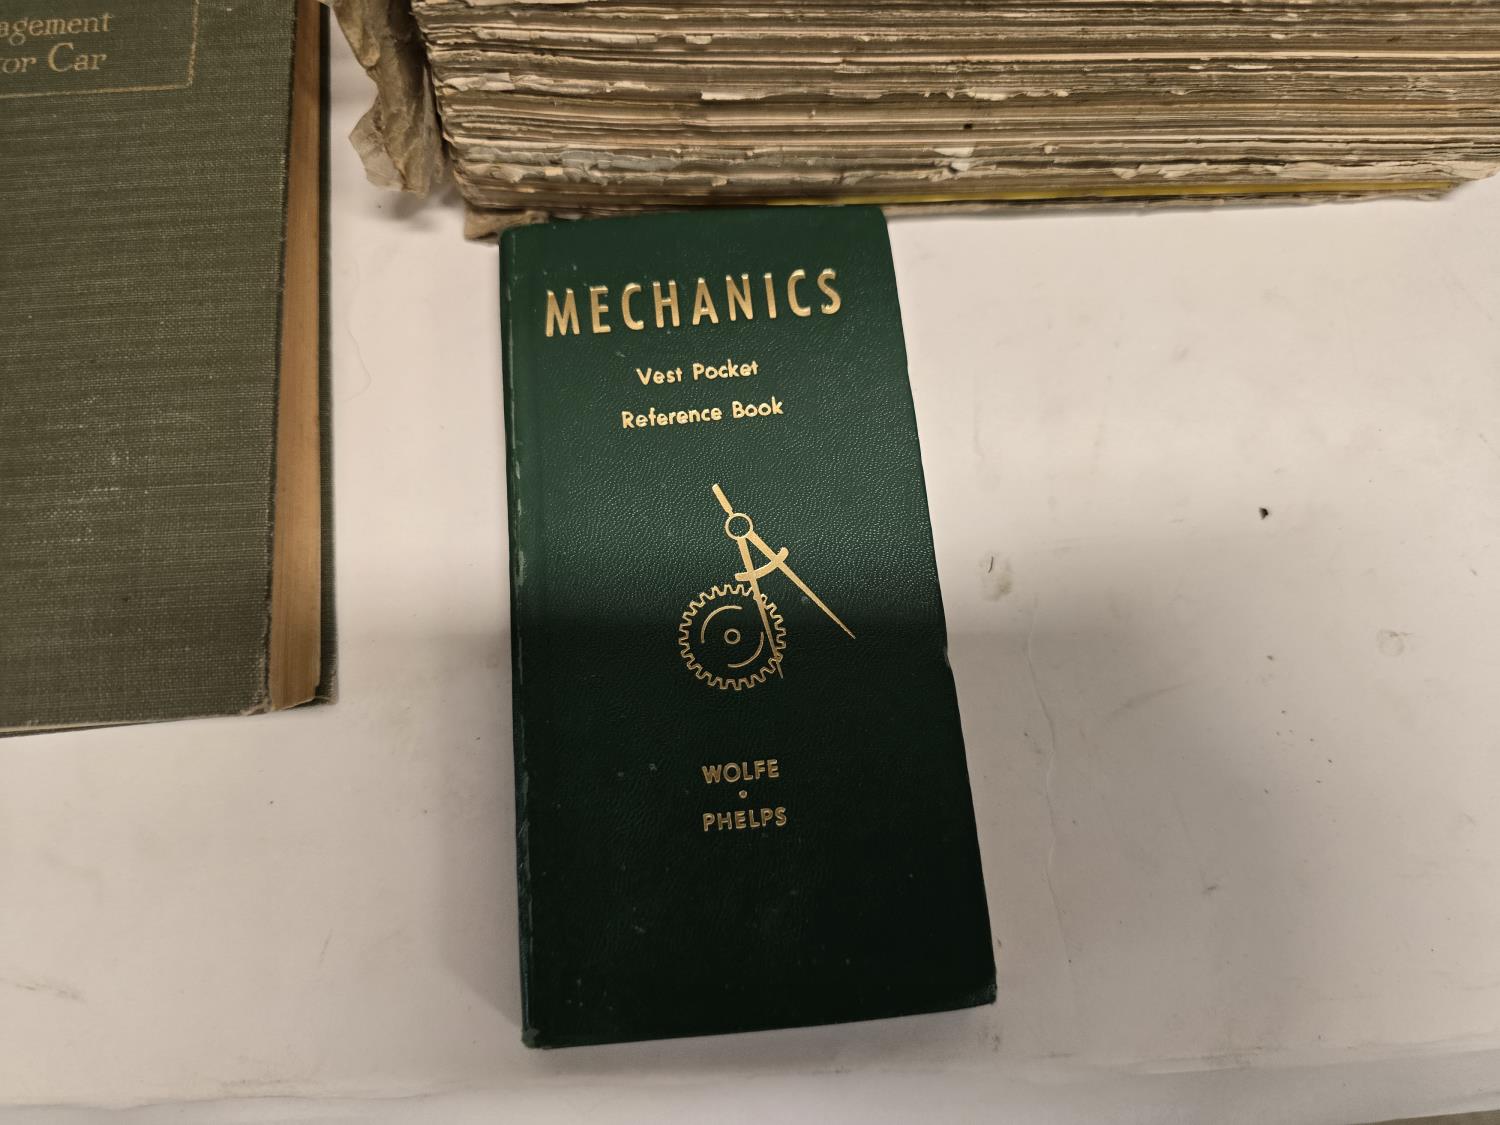 agement
or Car
MECHANICS
Vest Pocket
Reference Book
WOLFE
PHELPS